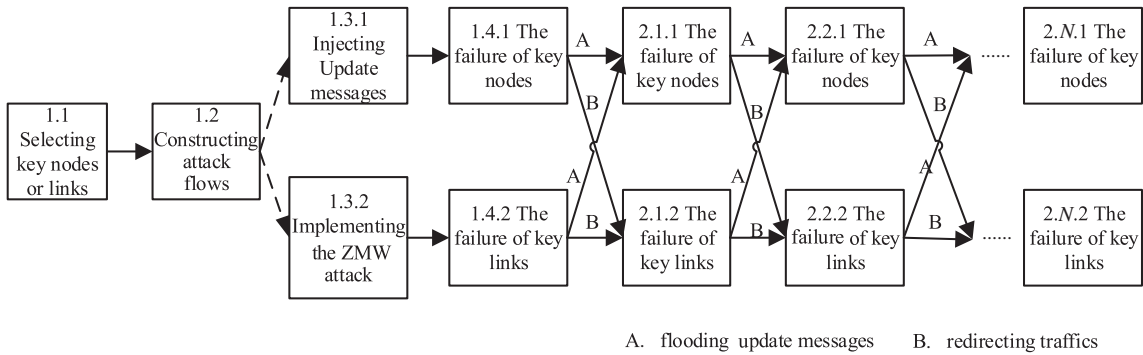 1.1
Selecting
key nodes
or links
1.2
Constructing
attack
flows
1.3.1
Injecting
Update
messages
1.3.2
Implementing
the ZMW
attack
1.4.1 The
failure of key
nodes
1.4.2 The
failure of key
links
A
B
A
B
2.1.1 The
failure of
key nodes
2.1.2 The
failure of
key links
A
B
A
B
2.2.1 The
failure of key
nodes
2.2.2 The
failure of key
links
A
B
A
B
......
......
2.N.1 The
failure of key
nodes
2.N.2 The
failure of key
links
A. flooding update messages B. redirecting traffics